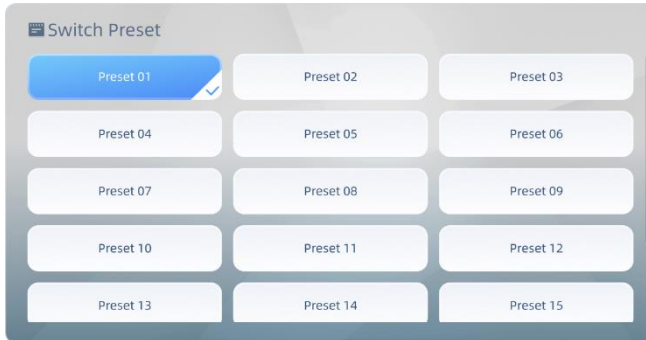 Switch Preset
Preset 01 Preset 02 Preset 03
Preset 04 Preset 05 Preset 06
Preset 07 Preset 08 Preset 09
Preset 10 Preset 11 Preset 12
Preset 13 Preset 14 Preset 15